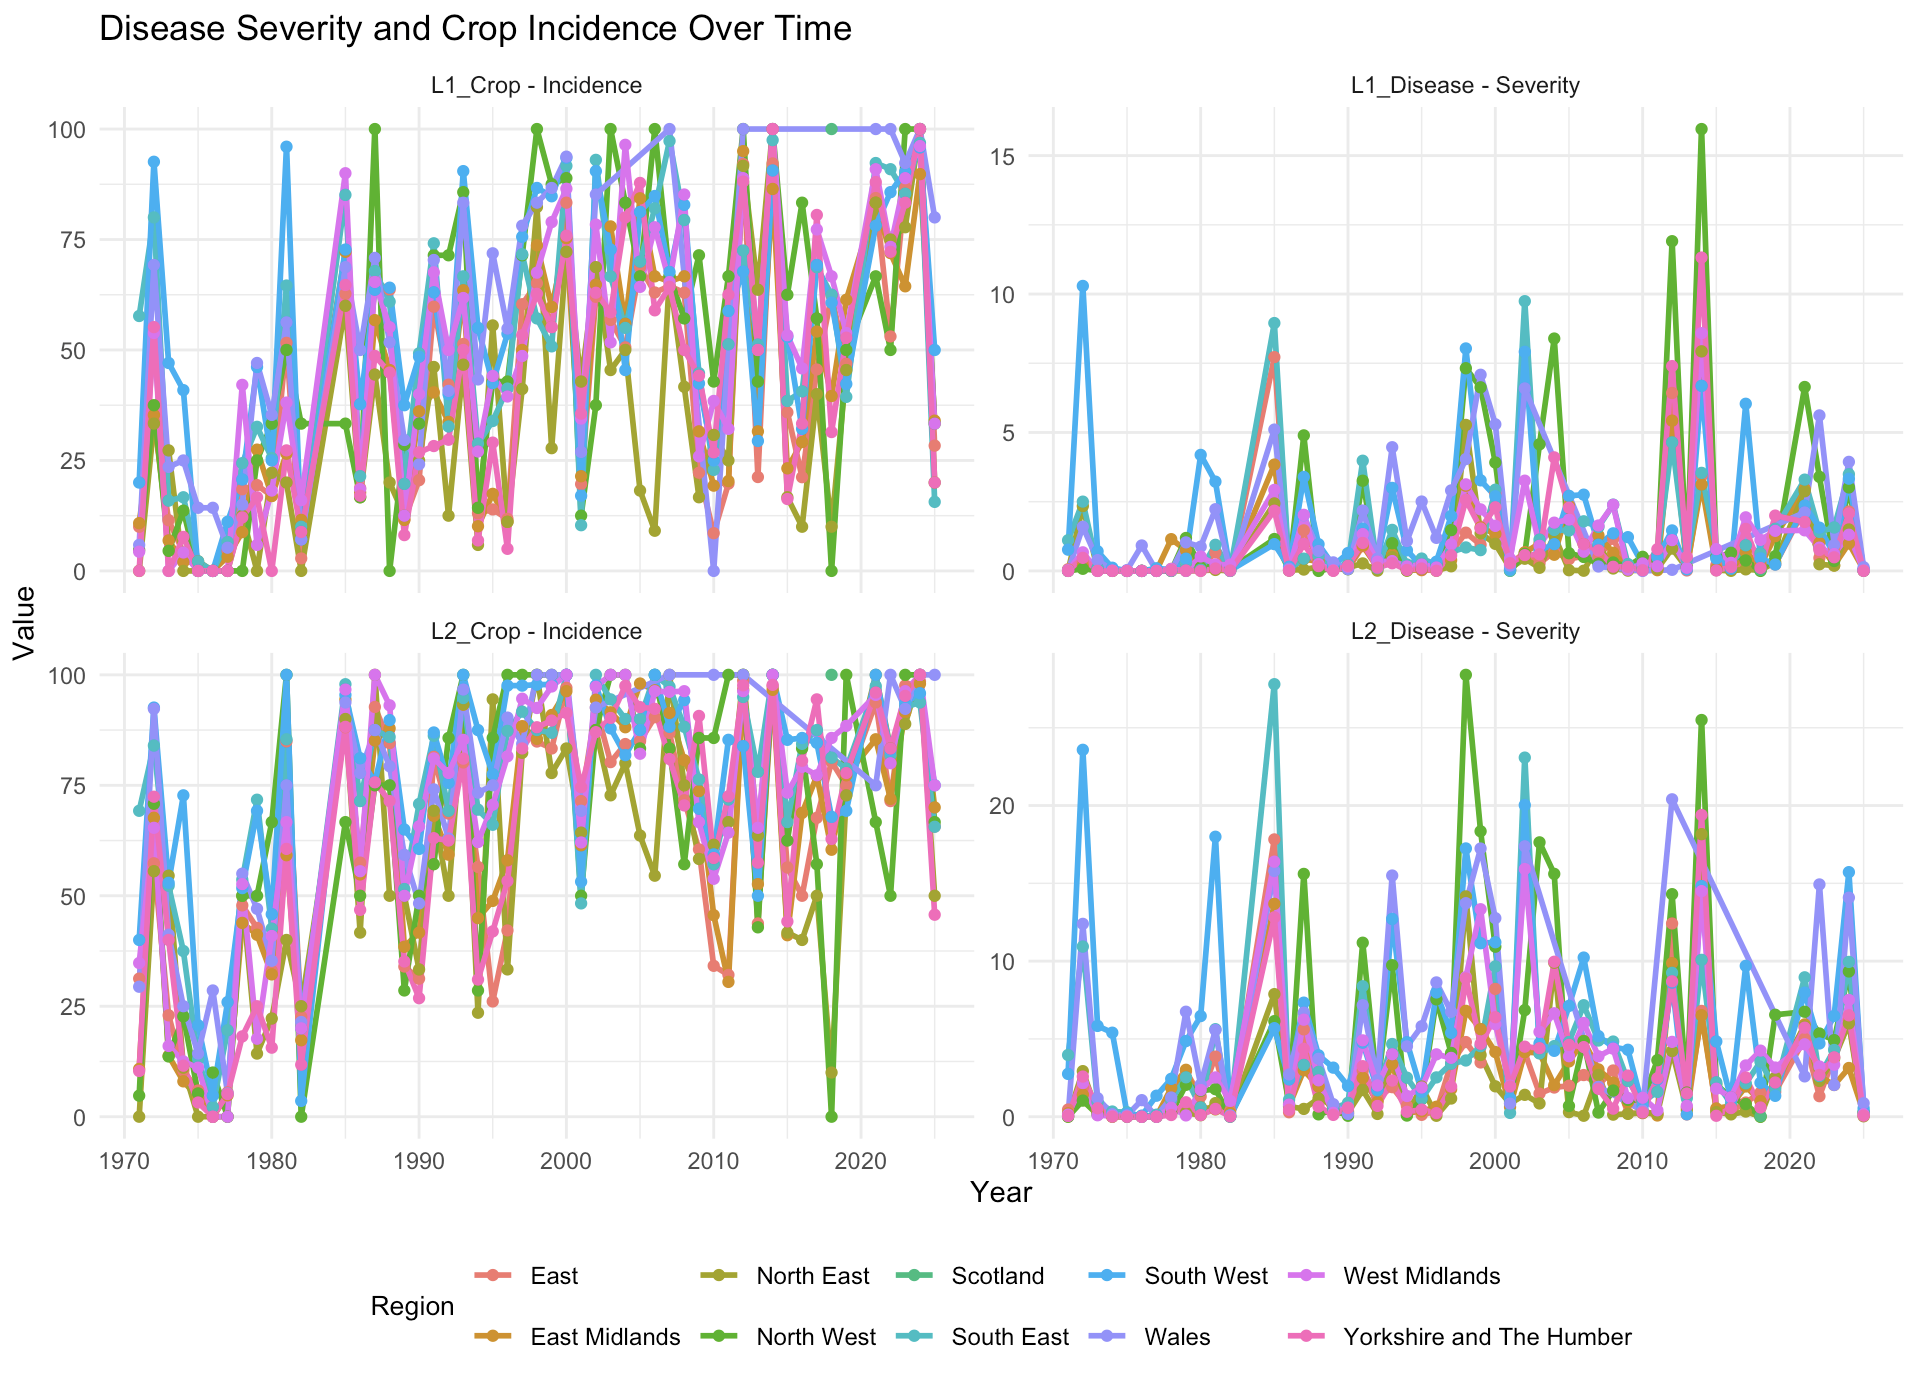 Disease Severity and Crop Incidence Over Time
L1_Crop - Incidence
L1_Disease - Severity
100
75
50
25
0
15
10
5
0
Value
L2_Crop - Incidence
L2_Disease - Severity
100
75
50
25
0
20
10
0
1970 1980 1990 2000 2010 2020
1970 1980 1990 2000 2010 2020
Year
Region
East
North East
Scotland
South West
West Midlands
East Midlands
North West
South East
Wales
Yorkshire and The Humber